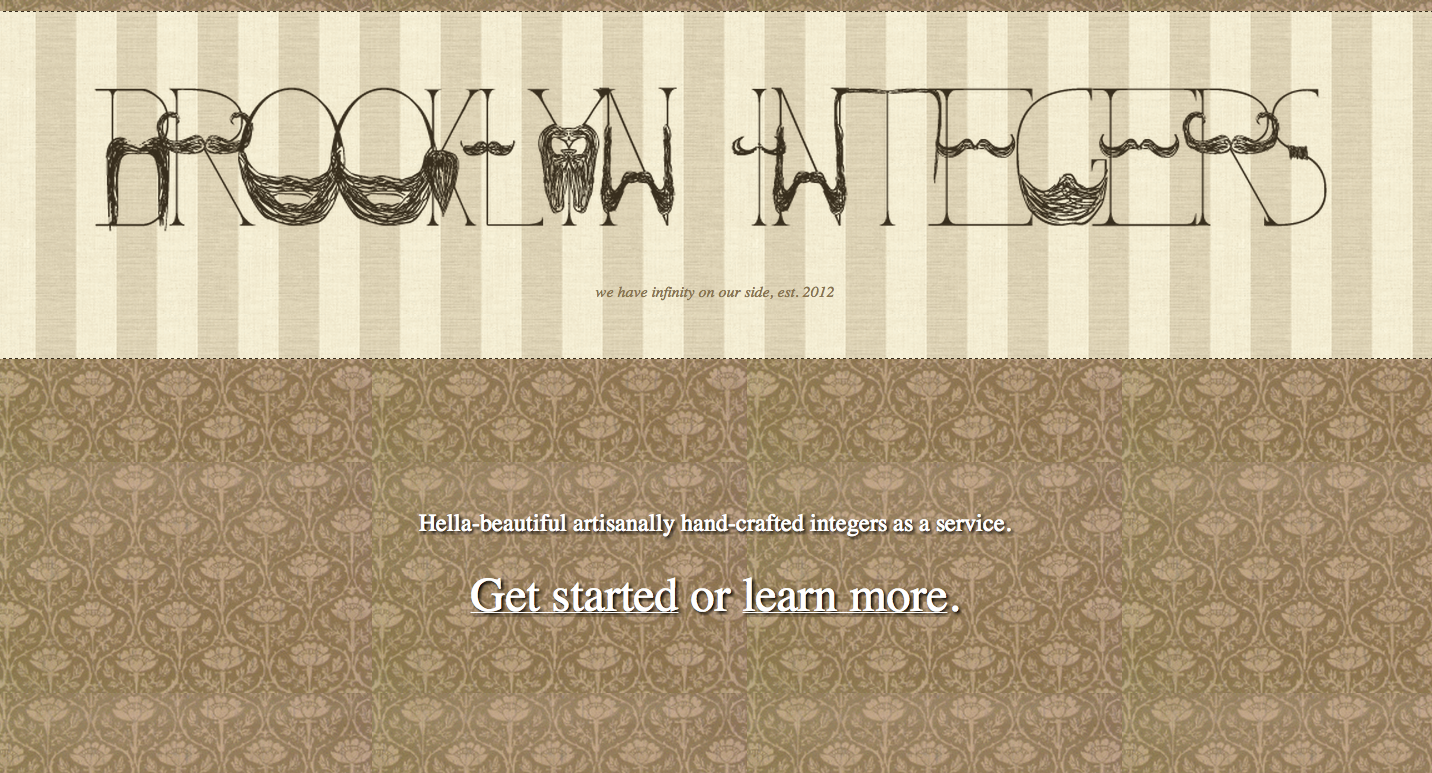 BROOKLYN INTEGERS
we have infinity on our side, est. 2012
Hella-beautiful artisanally hand-crafted integers as a service.
Get started or learn more.